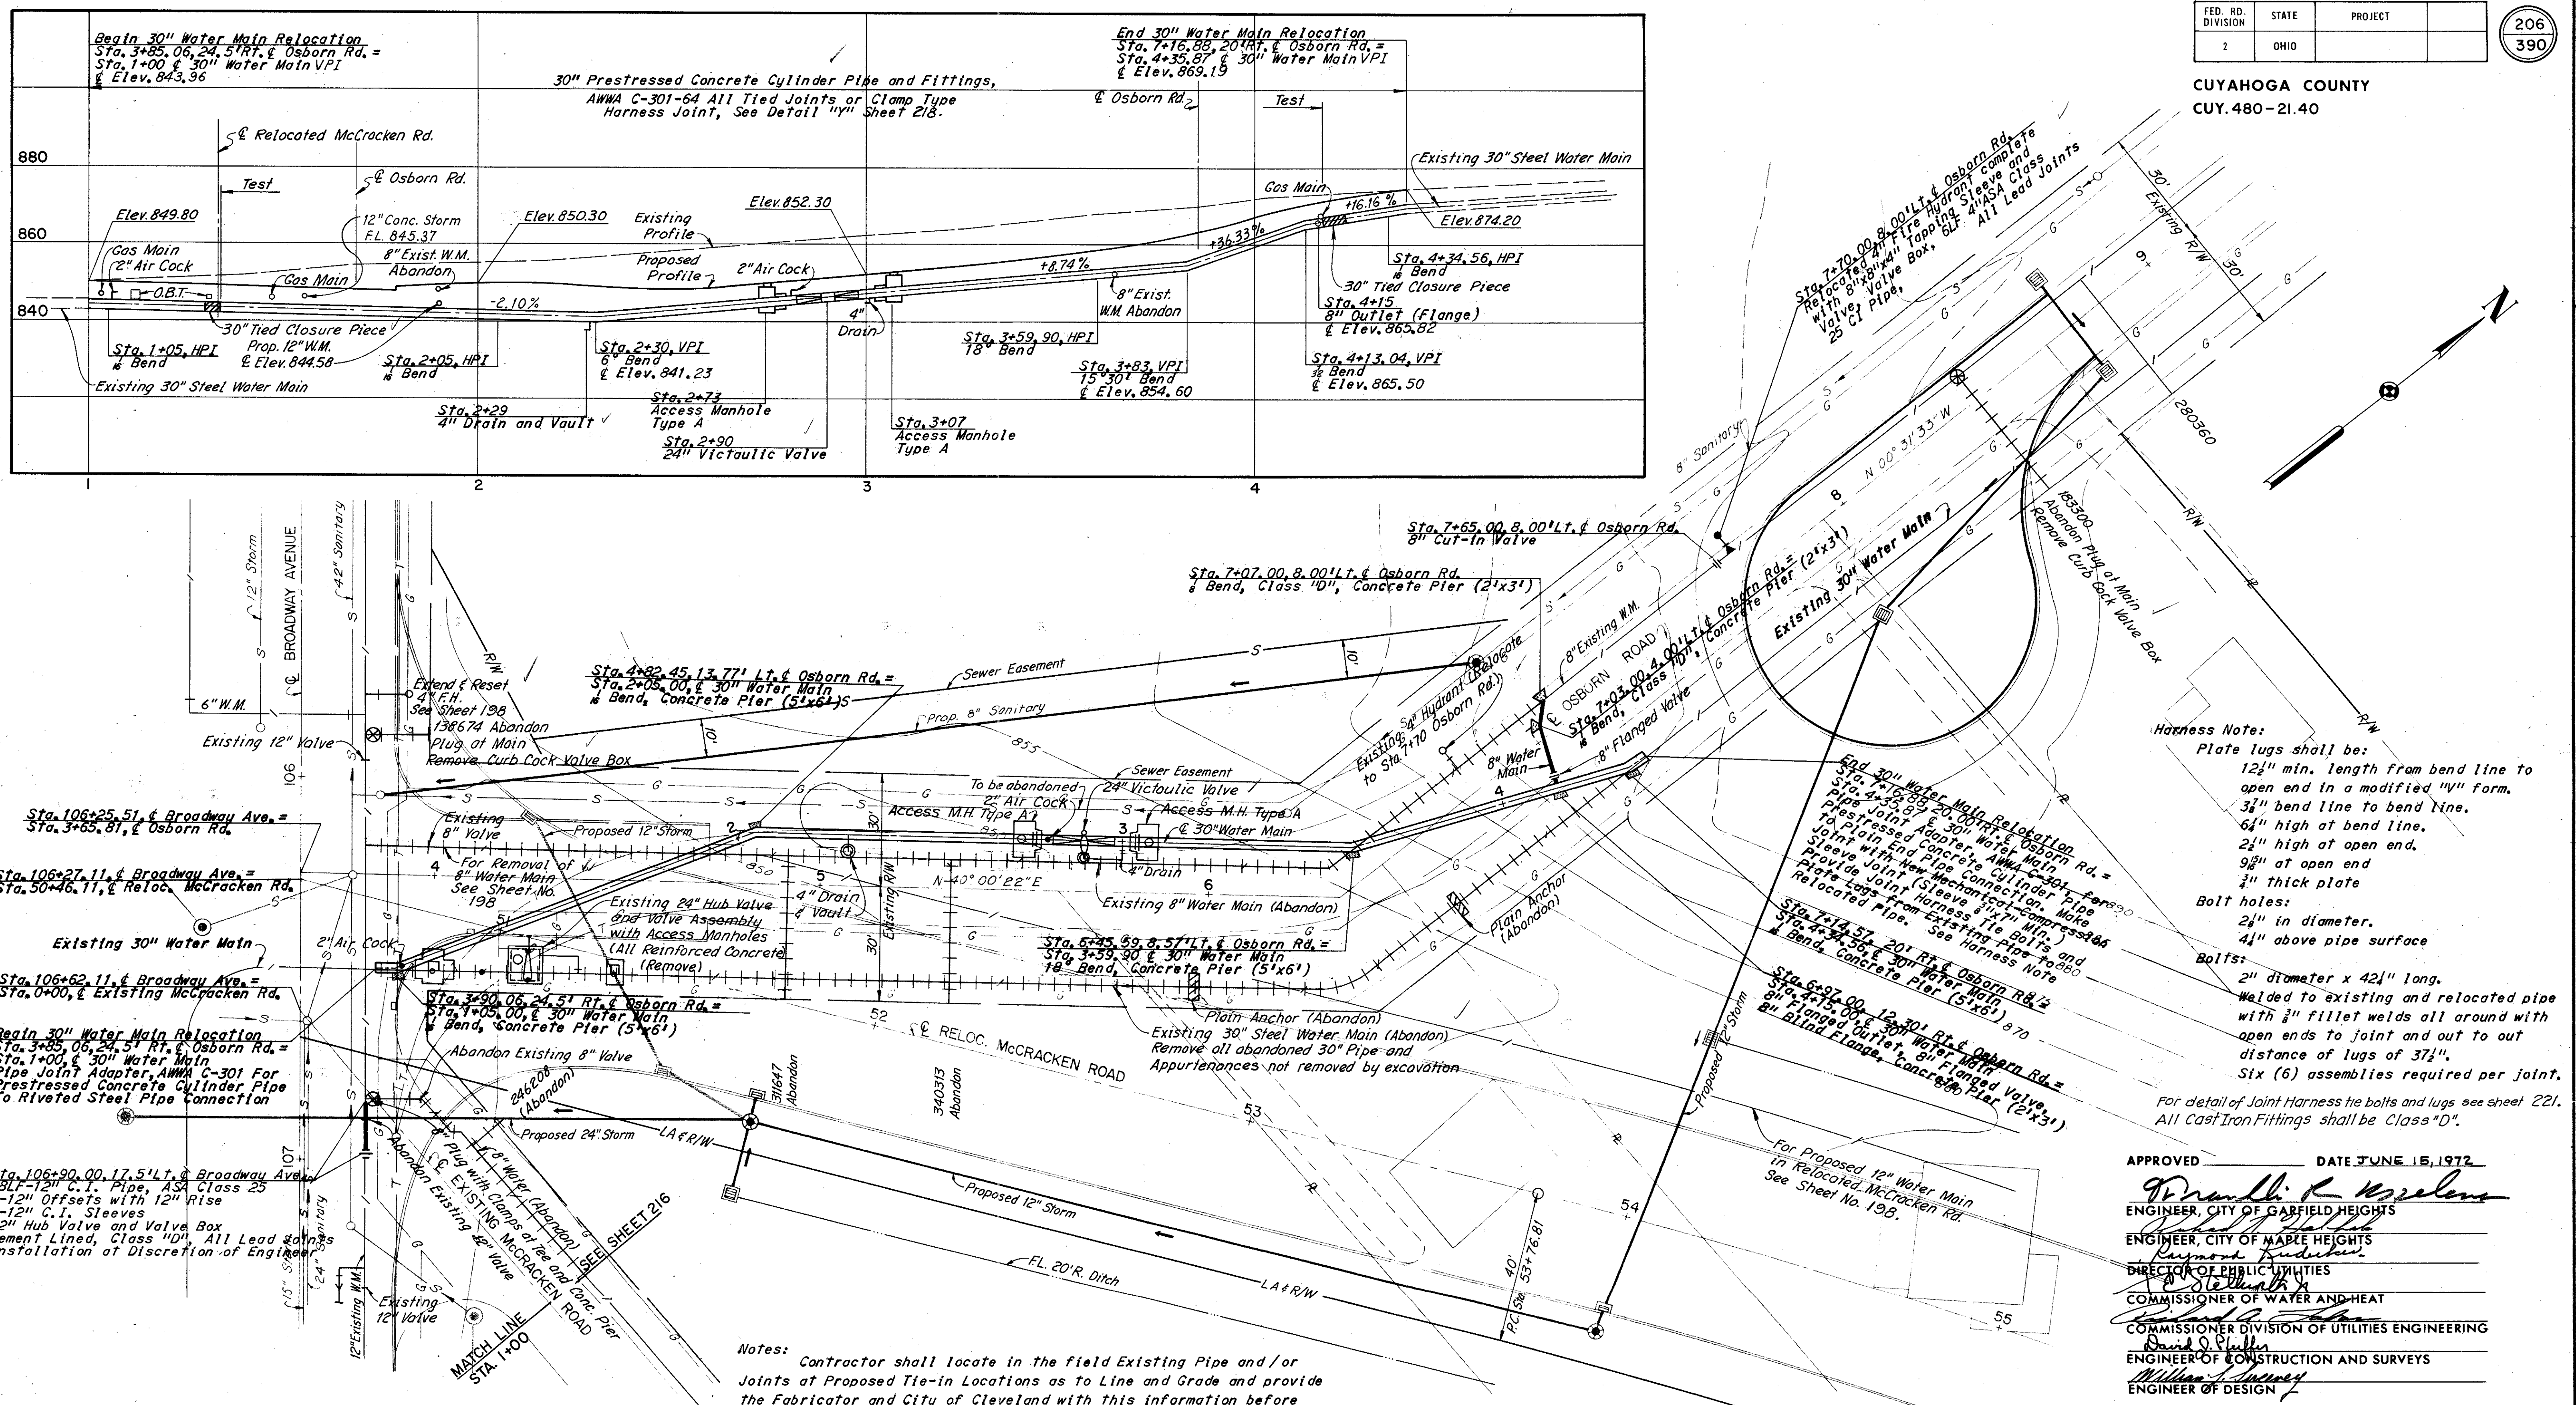 FED. RD. DIVISION STATE PROJECT
2 OHIO
206
390
CUYAHOGA COUNTY
CUY. 480-21.40
Begin 30" Water Main Relocation
Sta. 3+85.06, 24.5' Rt. ℄ Osborn Rd. =
Sta. 1+00 ℄ 30" Water Main VPI
℄ Elev. 843.96
End 30" Water Main Relocation
Sta. 7+16.88, 20' Rt. ℄ Osborn Rd. =
Sta. 4+35.87 ℄ 30" Water Main VPI
℄ Elev. 869.19
30" Prestressed Concrete Cylinder Pipe and Fittings,
AWWA C-301-64 All Tied Joints or Clamp Type
Harness Joint, See Detail "Y" Sheet 218.
℄ Osborn Rd.
Test
℄ Relocated McCracken Rd.
880
Test
℄ Osborn Rd.
Existing 30" Steel Water Main
Gas Main
+16.16 %
Elev. 849.80
12" Conc. Storm
F.L. 845.37
Elev. 850.30
Existing
Profile
Elev. 852.30
Elev. 874.20
860
Gas Main
2" Air Cock
8" Exist. W.M.
Abandon
Proposed
Profile
2" Air Cock
+8.74%
+36.33%
Sta. 4+34.56, HPI
1/16 Bend
30" Tied Closure Piece
O.B.T.
Gas Main
-2.10%
8" Exist.
W.M. Abandon
Sta. 4+15
8" Outlet (Flange)
℄ Elev. 865.82
840
4"
Drain
30" Tied Closure Piece
Prop. 12" W.M.
℄ Elev. 844.58
Sta. 1+05, HPI
1/16 Bend
Sta. 2+05, HPI
1/16 Bend
Sta. 2+30, VPI
6° Bend
℄ Elev. 841.23
Sta. 3+59.90, HPI
18° Bend
Sta. 3+83, VPI
15°30' Bend
℄ Elev. 854.60
Sta. 4+13.04, VPI
1/32 Bend
℄ Elev. 865.50
Existing 30" Steel Water Main
Sta. 2+29
4" Drain and Vault
Sta. 2+73
Access Manhole
Type A
Sta. 2+90
24" Victaulic Valve
Sta. 3+07
Access Manhole
Type A
1 2 3 4
Sta. 7+70.00, 8.00' Lt. ℄ Osborn Rd.
Relocated 4" Fire Hydrant complete
with 8"x8"x4" Tapping Sleeve and
Valve, Valve Box, 6LF 4" ASA Class
25 CI Pipe, All Lead Joints
30' Existing R/W 30'
N
8" Sanitary
N 00° 31' 33" W
8
9
280360
R/W
183300
Abandon Plug at Main
Remove Curb Cock Valve Box
Sta. 7+65.00, 8.00' Lt. ℄ Osborn Rd.
8" Cut-in Valve
Sta. 7+07.00, 8.00' Lt. ℄ Osborn Rd.
1/8 Bend, Class "D", Concrete Pier (2'x3')
Sta. 7+03.00, 4.00' Lt. ℄ Osborn Rd. =
1/16 Bend, Class "D", Concrete Pier (2'x3')
Existing 30" Water Main
8" Existing W.M.
℄ OSBORN ROAD
8" Flanged Valve
8" Water
Main
Existing 4" Hydrant (Relocate
to Sta. 7+70 Osborn Rd.)
12" Storm
℄ BROADWAY AVENUE
42" Sanitary
R/W
Sta. 4+82.45, 13.77' Lt. ℄ Osborn Rd. =
Sta. 2+05.00, ℄ 30" Water Main
1/16 Bend, Concrete Pier (5'x6')
Sewer Easement
10'
Prop. 8" Sanitary
10'
6" W.M.
Existing 12" Valve
Extend & Reset
4" F.H.
See Sheet 198
138674 Abandon
Plug at Main
Remove Curb Cock Valve Box
106
855
Sewer Easement
24" Victaulic Valve
To be abandoned
2" Air Cock
Access M.H. Type A
Access M.H. Type A
℄ 30" Water Main
Sta. 106+25.51, ℄ Broadway Ave. =
Sta. 3+65.81, ℄ Osborn Rd.
Existing
8" Valve
Proposed 12" Storm
For Removal of
8" Water Main
See Sheet No.
198
850
4" Drain
& Vault
30' Existing R/W 30'
N 40° 00' 22" E
4" Drain
Existing 8" Water Main (Abandon)
Sta. 106+27.11, ℄ Broadway Ave. =
Sta. 50+46.11, ℄ Reloc. McCracken Rd.
Existing 24" Hub Valve
and Valve Assembly
with Access Manholes
(All Reinforced Concrete)
(Remove)
Existing 30" Water Main
2" Air Cock
Sta. 6+45.59, 8.57' Lt. ℄ Osborn Rd. =
Sta. 3+59.90 ℄ 30" Water Main
18° Bend, Concrete Pier (5'x6')
Plain Anchor
(Abandon)
Sta. 106+62.11, ℄ Broadway Ave. =
Sta. 0+00, ℄ Existing McCracken Rd.
Sta. 3+90.06, 24.5' Rt. ℄ Osborn Rd. =
Sta. 1+05.00, ℄ 30" Water Main
Bend, Concrete Pier (5'x6')
Plain Anchor (Abandon)
Existing 30" Steel Water Main (Abandon)
Remove all abandoned 30" Pipe and
Appurtenances not removed by excavation
52
℄ RELOC. McCRACKEN ROAD
Begin 30" Water Main Relocation
Sta. 3+85.06, 24.5' Rt. ℄ Osborn Rd. =
Sta. 1+00, ℄ 30" Water Main
Pipe Joint Adapter, AWWA C-301 For
Prestressed Concrete Cylinder Pipe
To Riveted Steel Pipe Connection
Abandon Existing 8" Valve
246208
(Abandon)
311647
Abandon
340313
Abandon
Proposed 24" Storm
LA & R/W
53
Proposed 12" Storm
End 30" Water Main Relocation
Sta. 7+16.88, 20.00' Rt. ℄ Osborn Rd. =
Sta. 4+35.87 ℄ 30" Water Main
Pipe Joint Adapter, AWWA C-301, for
Prestressed Concrete Cylinder Pipe
to Plain End Pipe Connection. Make
Joint with New Mechanical Compression
Sleeve Joint (Sleeve 3/8"x7" Min.)
Provide Joint Harness Tie Bolts and
Plate Lugs from Existing Pipe to
Relocated Pipe. See Harness Note
Sta. 7+14.57, 20' Rt. ℄ Osborn Rd. =
Sta. 4+34.56, ℄ 30" Water Main
1/16 Bend, Concrete Pier (5'x6')
870
Sta. 6+97.00, 12.30' Rt. ℄ Osborn Rd. =
Sta. 4+15.00, ℄ 30" Water Main
8" Flanged Outlet, 8" Flanged Valve,
8" Blind Flange, Concrete Pier (2'x3')
Proposed 12" Storm
For Proposed 12" Water Main
in Relocated McCracken Rd.
See Sheet No. 198.
54
40'
P.C. Sta. 53+76.81
55
Sta. 106+90.00, 17.5' Lt. ℄ Broadway Ave.
12" C.I. Pipe, ASA Class 25
12" Offsets with 12" Rise
12" C.I. Sleeves
Hub Valve and Valve Box
Cement Lined, Class "D", All Lead Joints
Installation at Discretion of Engineer
107
15" Storm
24" Sanitary
12" Existing W.M.
Existing
12" Valve
8" Water (Abandon)
Plug with Clamps at Tee and Conc. Pier
℄ EXISTING McCRACKEN ROAD
Abandon Existing 12" Valve
SEE SHEET 216
MATCH LINE
STA. 1+00
Proposed 12" Storm
FL. 20' R. Ditch
LA & R/W
Notes:
Contractor shall locate in the field Existing Pipe and/or
Joints at Proposed Tie-in Locations as to Line and Grade and provide
the Fabricator and City of Cleveland with this information before
Harness Note:
Plate lugs shall be:
12½" min. length from bend line to
open end in a modified "V" form.
bend line to bend line.
6¼" high at bend line.
high at open end.
at open end
¾" thick plate
Bolt holes:
in diameter.
4¼" above pipe surface
Bolts:
2" diameter x 42¼" long.
Welded to existing and relocated pipe
with ⅜" fillet welds all around with
open ends to joint and out to out
distance of lugs of 37½".
Six (6) assemblies required per joint.
For detail of Joint Harness tie bolts and lugs see sheet 221.
All Cast Iron Fittings shall be Class "D".
APPROVED DATE JUNE 15, 1972
ENGINEER, CITY OF GARFIELD HEIGHTS
ENGINEER, CITY OF MAPLE HEIGHTS
DIRECTOR OF PUBLIC UTILITIES
COMMISSIONER OF WATER AND HEAT
COMMISSIONER DIVISION OF UTILITIES ENGINEERING
ENGINEER OF CONSTRUCTION AND SURVEYS
ENGINEER OF DESIGN